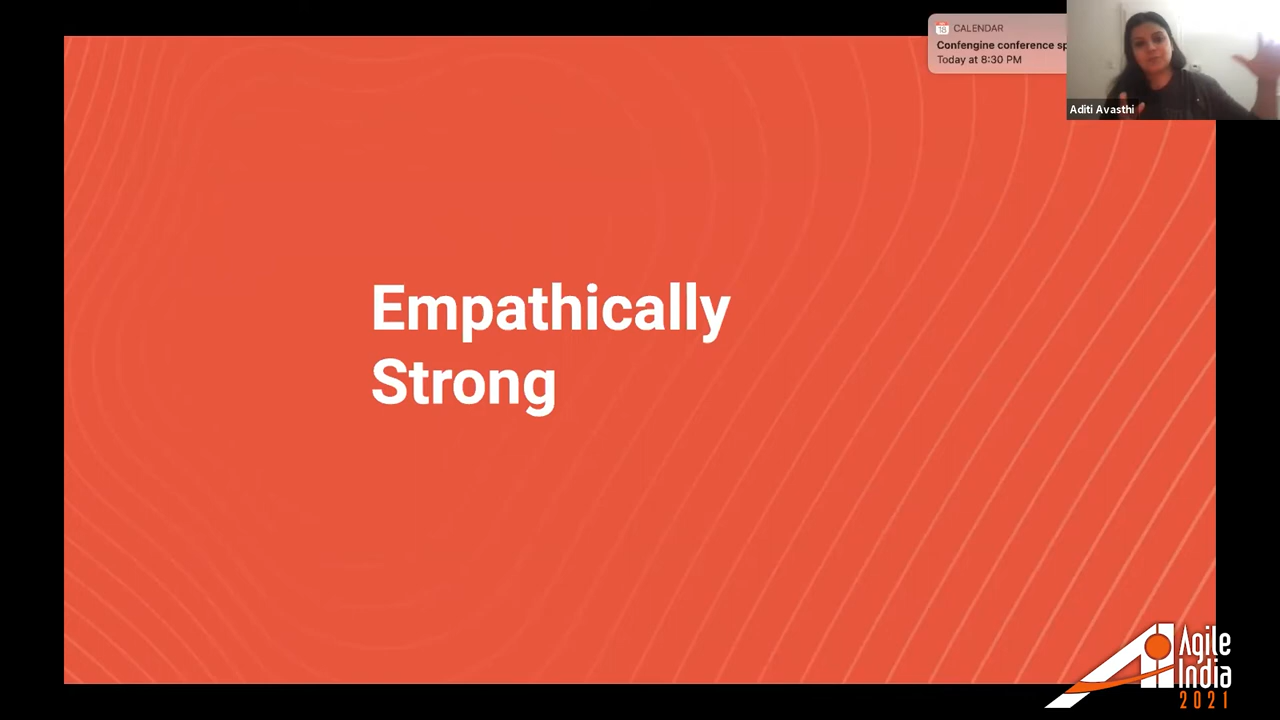 CALENDAR
Confengine conference sp
Today at 8:30 PM
Aditi Avasthi
Empathically
Strong
Agile
India
2021